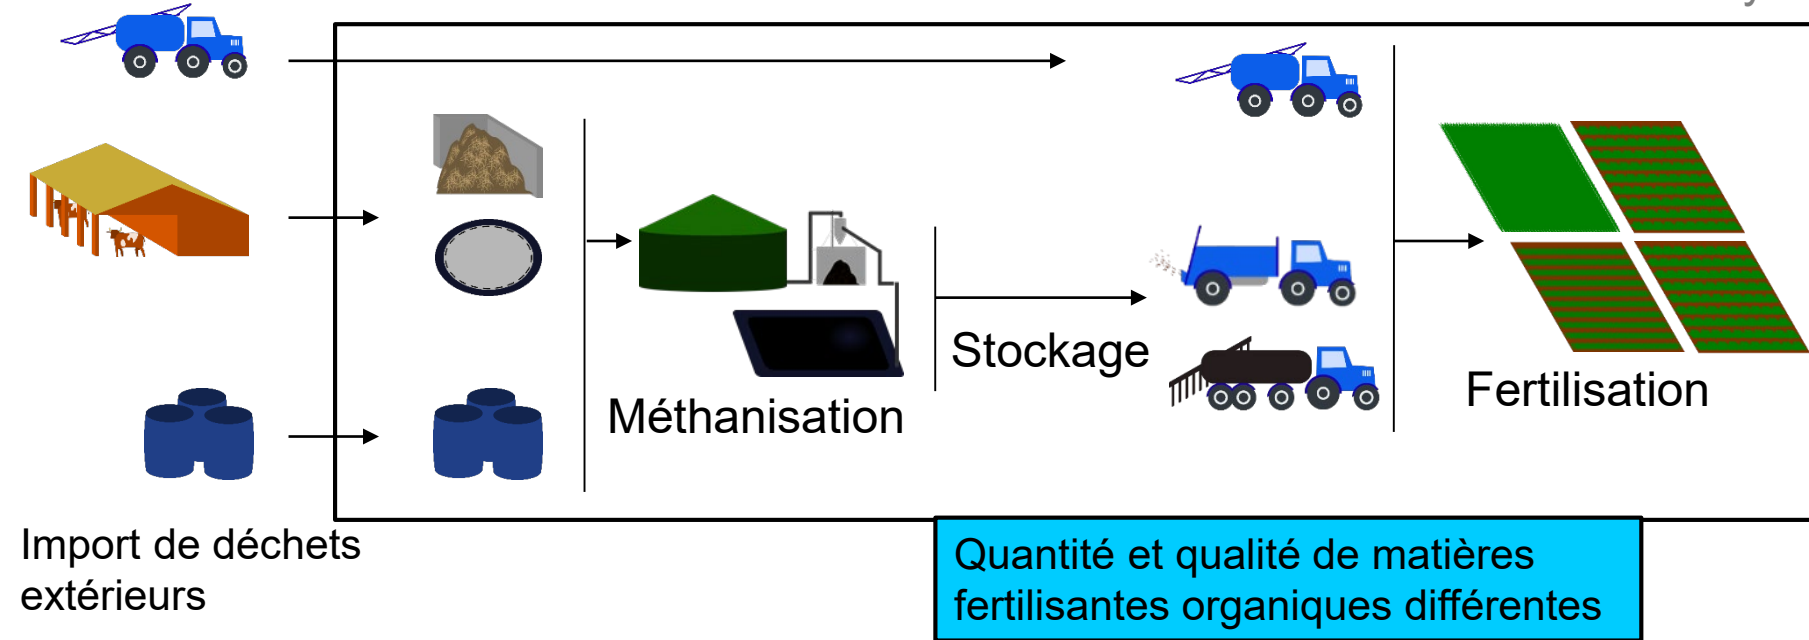 Stockage
Méthanisation
Fertilisation
Import de déchets
extérieurs
Quantité et qualité de matières
fertilisantes organiques différentes